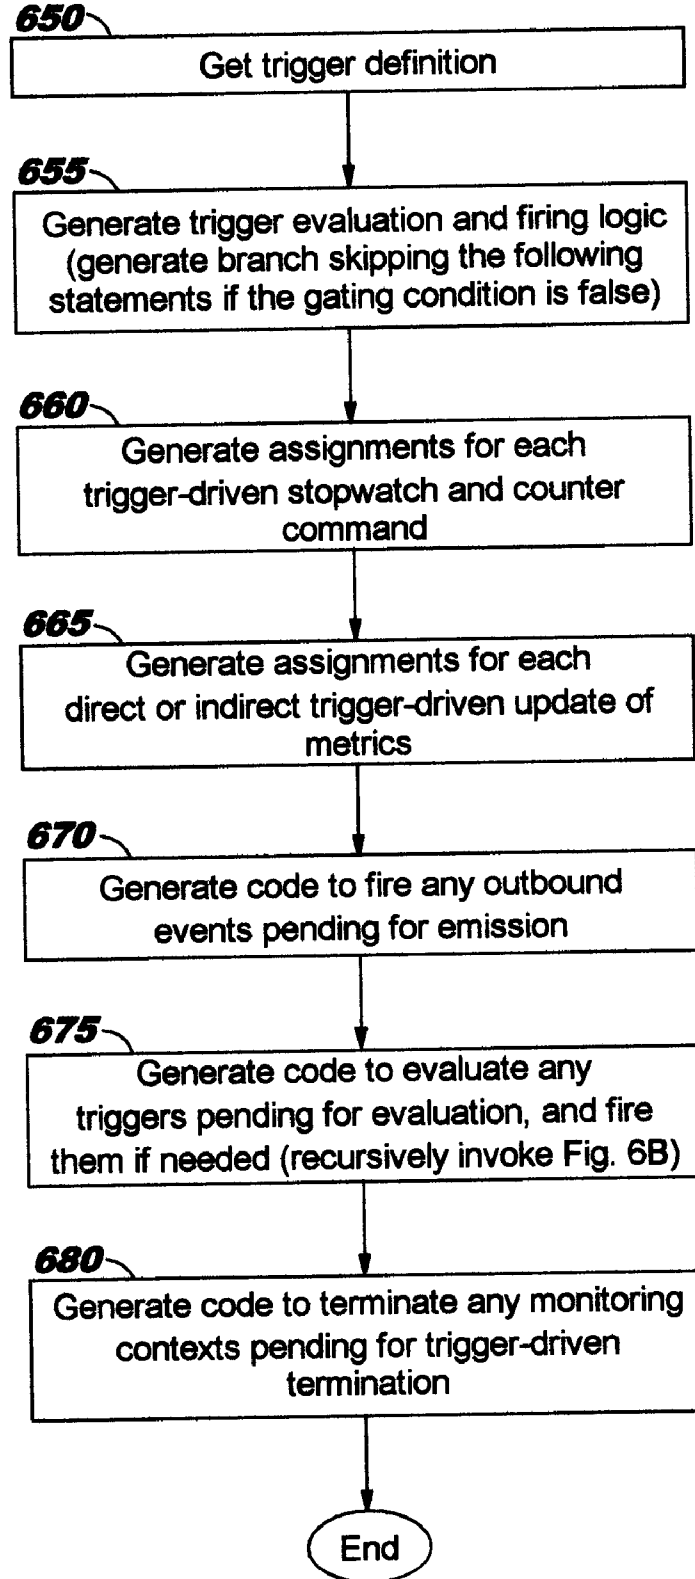 650
Get trigger definition
655
Generate trigger evaluation and firing logic
(generate branch skipping the following
statements if the gating condition is false)
660
Generate assignments for each
trigger-driven stopwatch and counter
command
665
Generate assignments for each
direct or indirect trigger-driven update of
metrics
670
Generate code to fire any outbound
events pending for emission
675
Generate code to evaluate any
triggers pending for evaluation, and fire
them if needed (recursively invoke Fig. 6B)
680
Generate code to terminate any monitoring
contexts pending for trigger-driven
termination
End